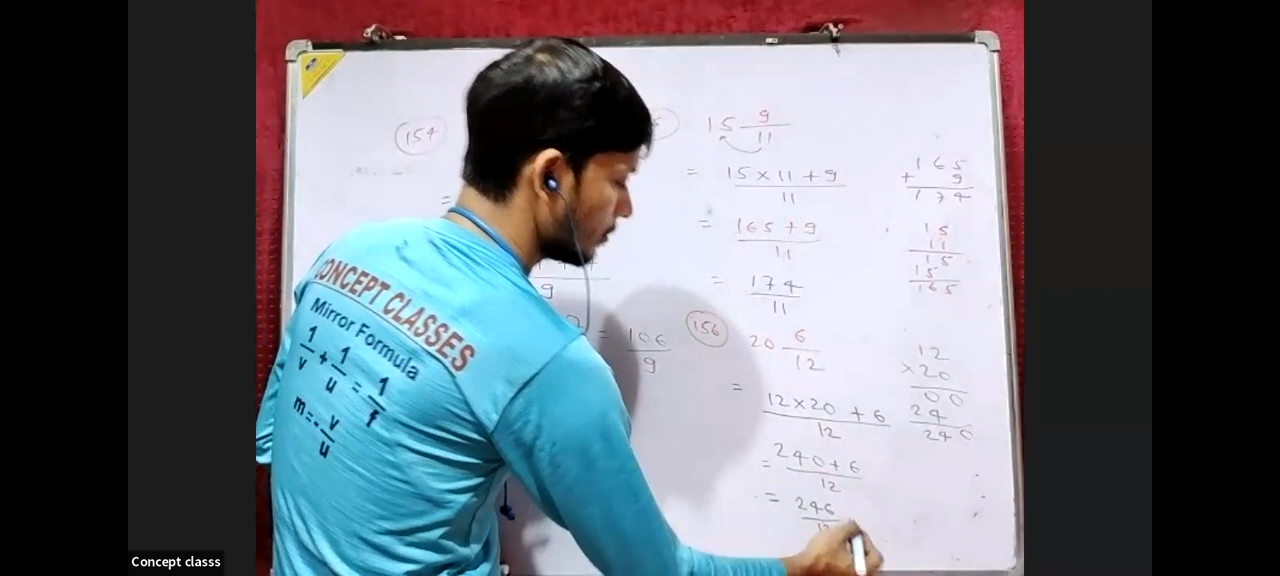 154
15 9/11
= 15 × 11 + 9 / 11
= 165 + 9 / 11
= 174 / 11
165
+ 9
174
15
11
15
15
165
9
= 106 / 9
156
20 6/12
= 12 × 20 + 6 / 12
= 240 + 6 / 12
= 246 / 12
12
× 20
00
24
240
CONCEPT CLASSES
Mirror Formula
1/v + 1/u = 1/f
m = - v/u
Concept classs